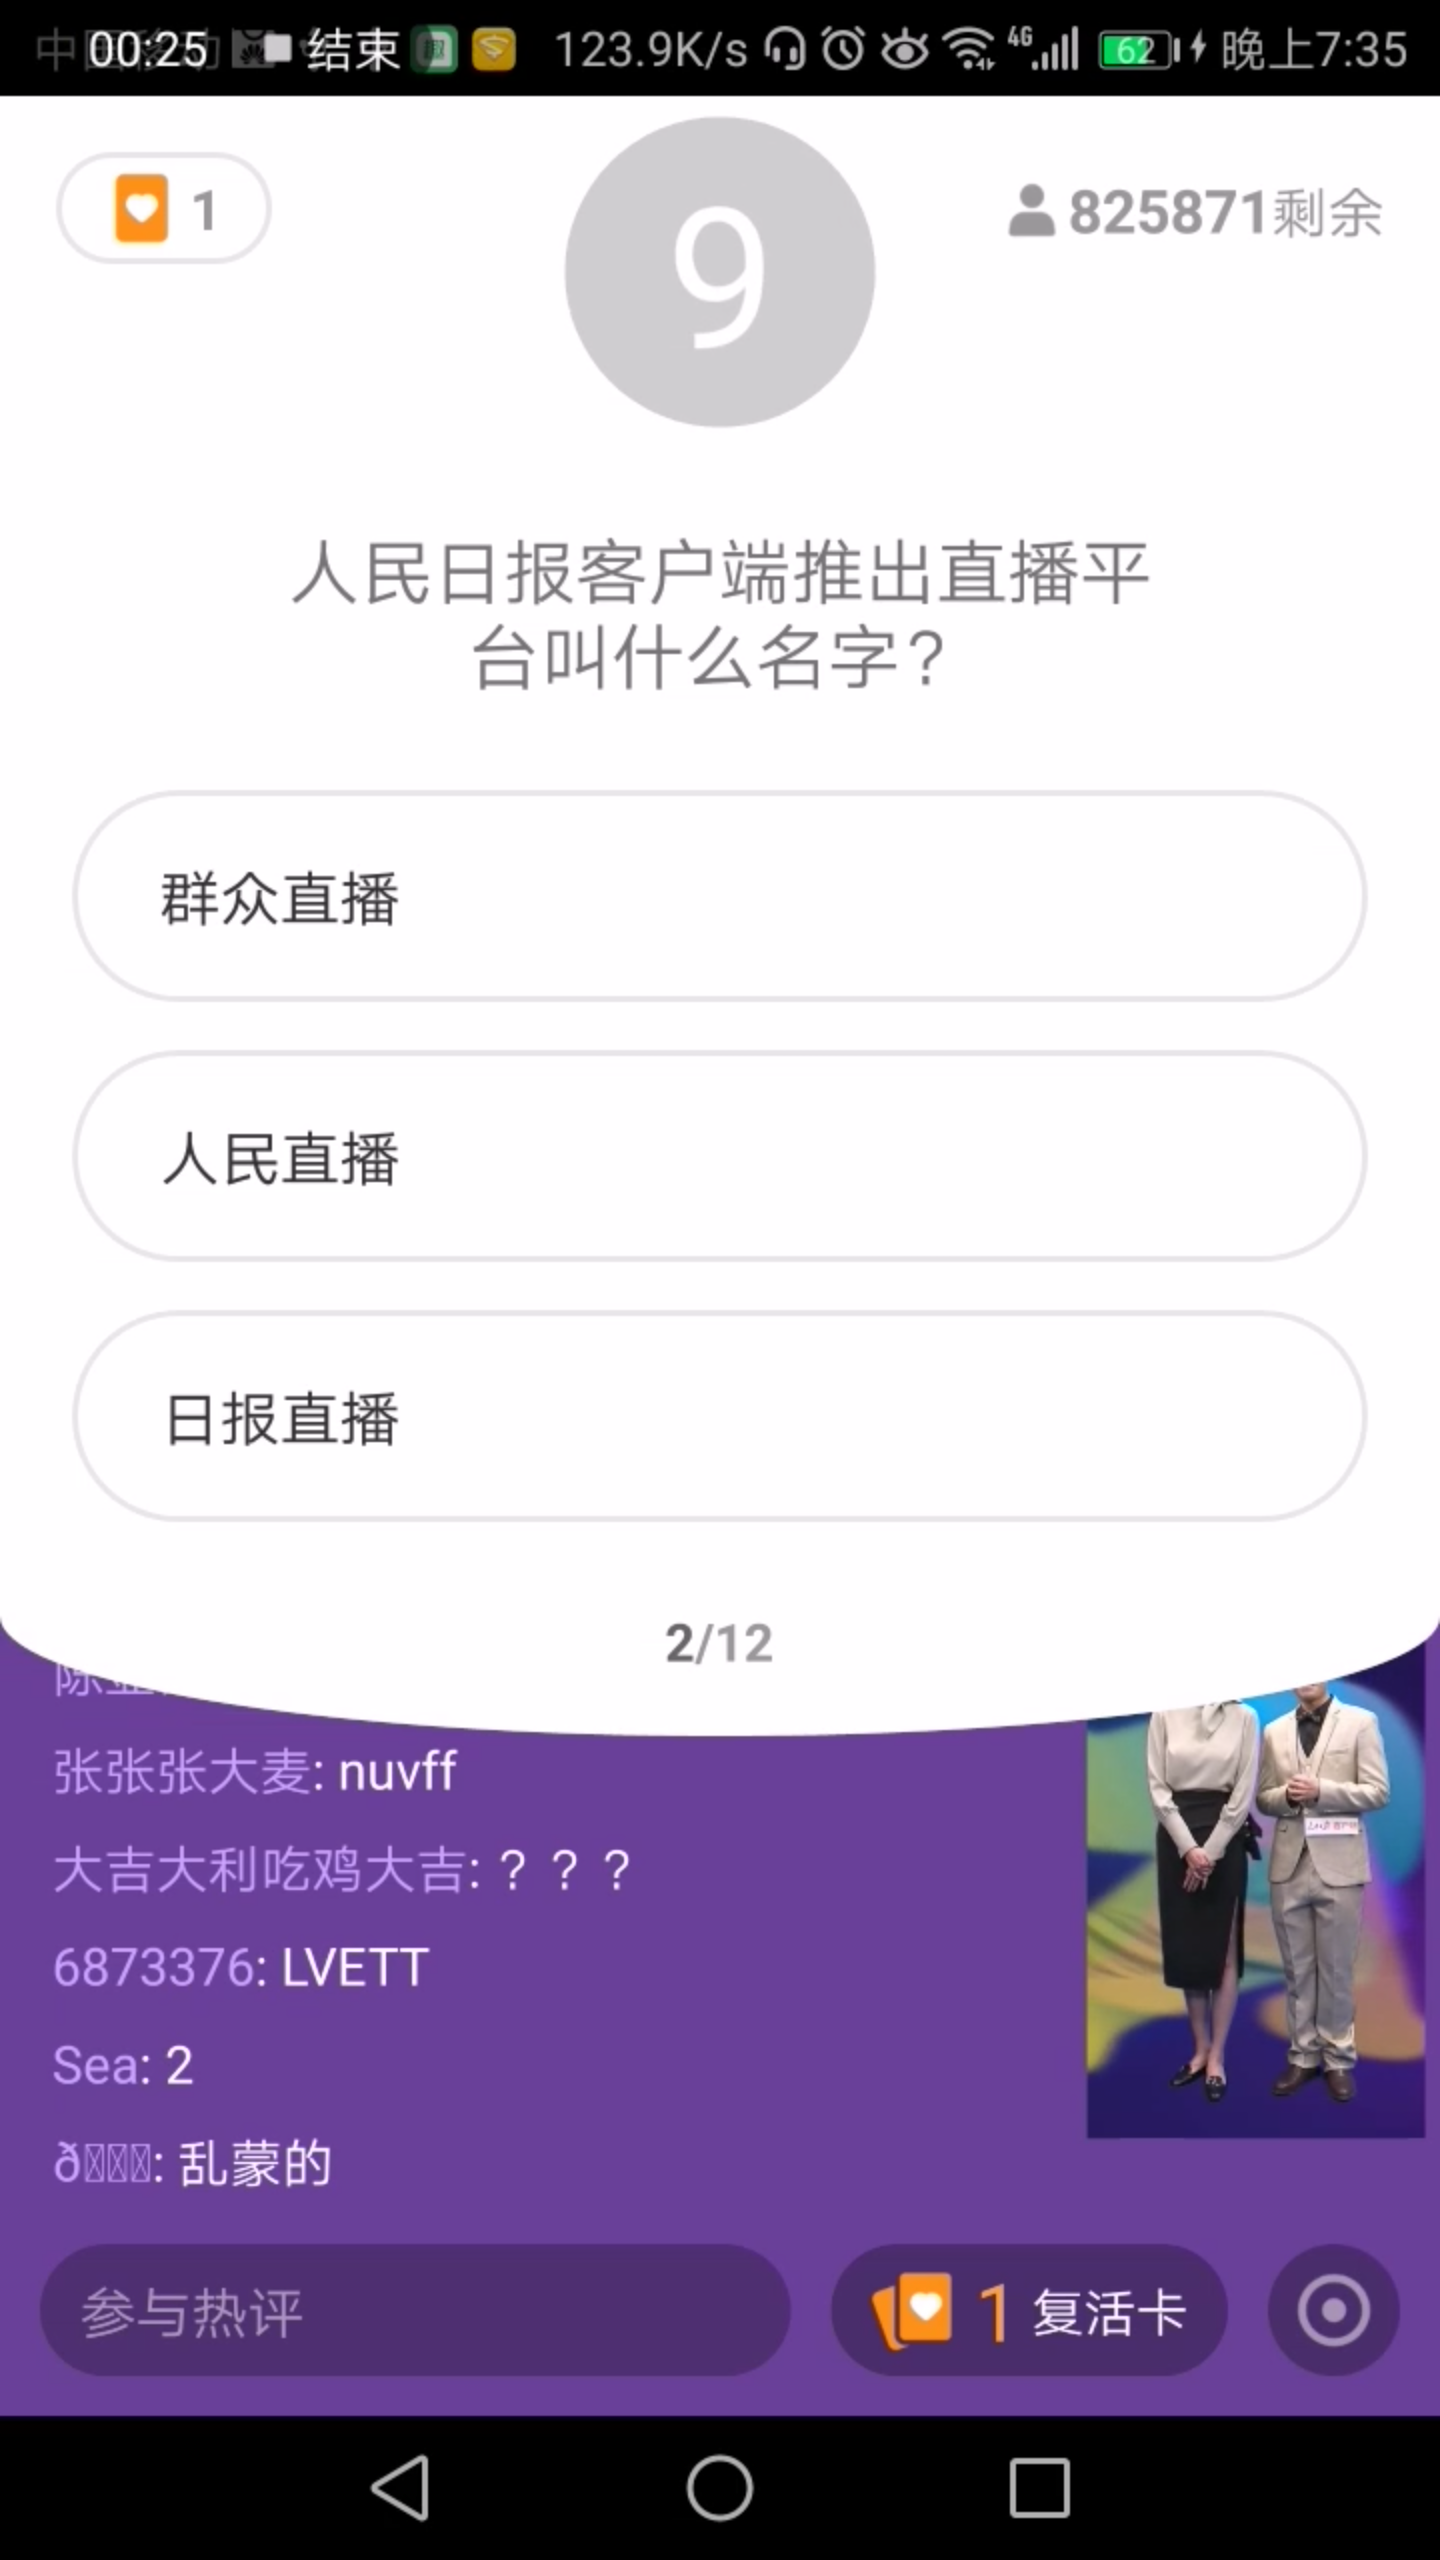 00:25 结束 123.9K/s 4G 62 晚上7:35
1
9
825871剩余
人民日报客户端推出直播平
台叫什么名字?
群众直播
人民直播
日报直播
2/12
张张张大麦: nuvff
大吉大利吃鸡大吉: ？？？
6873376: LVETT
Sea: 2
ð: 乱蒙的
参与热评
1 复活卡